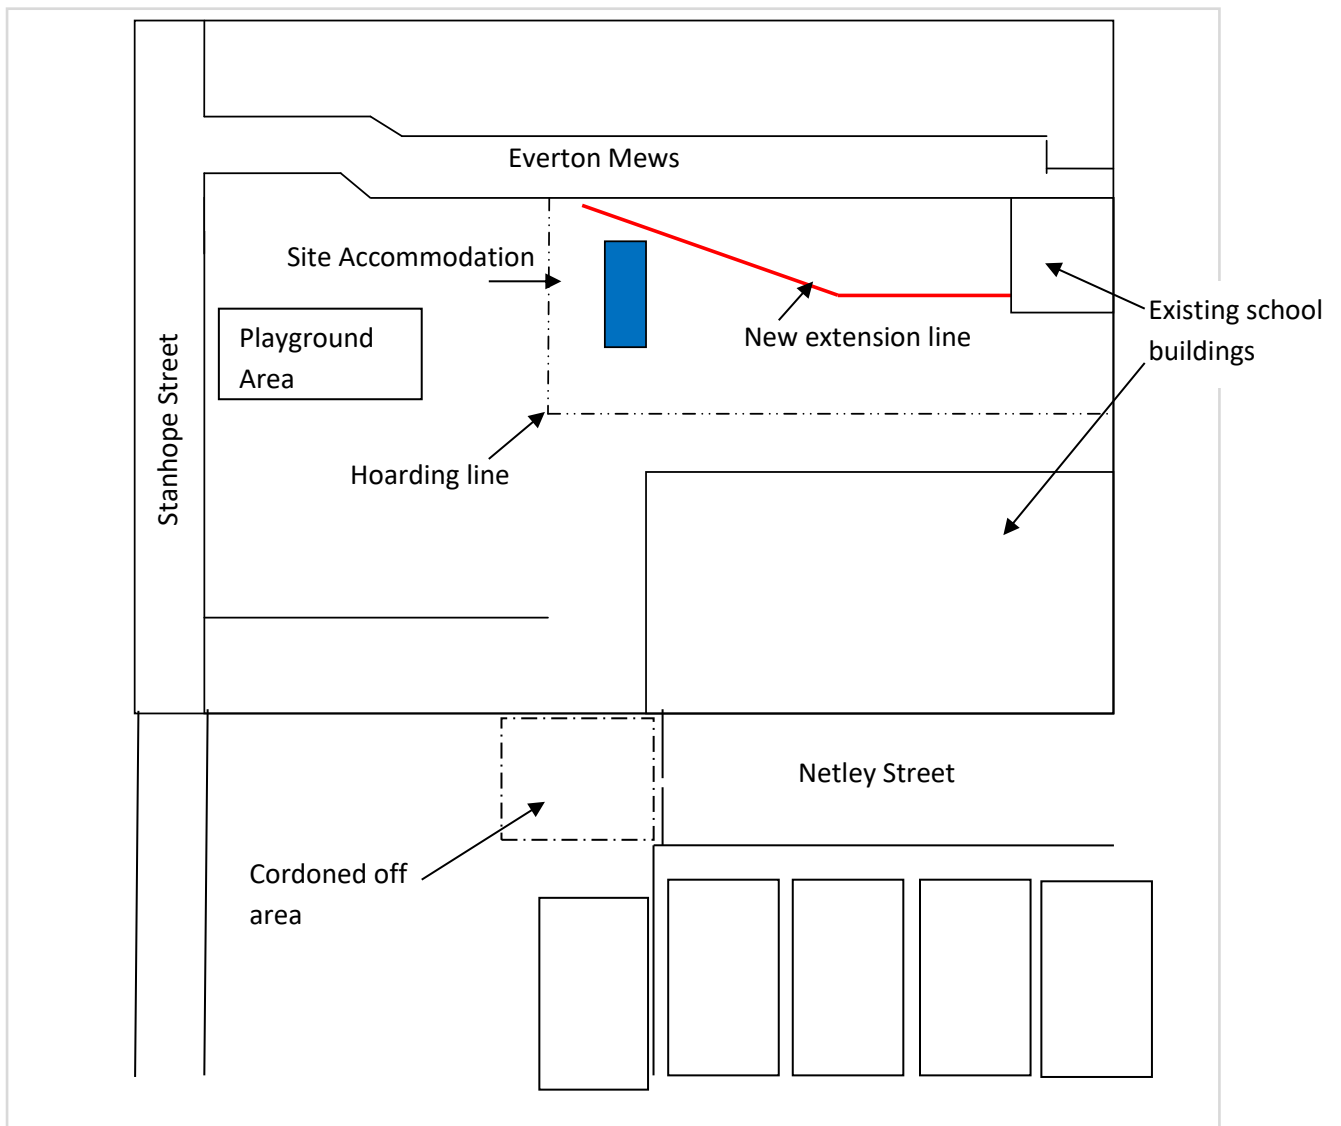 Everton Mews
Site Accommodation
Existing school
buildings
Playground
Area
New extension line
Stanhope Street
Hoarding line
Netley Street
Cordoned off
area